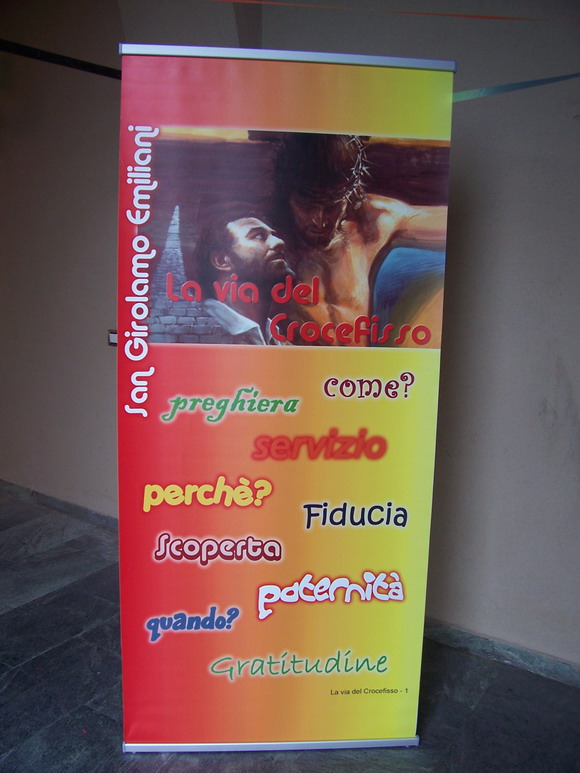 San Girolamo Emiliani
La via del
Crocefisso
come?
preghiera
servizio
perchè?
Fiducia
Scoperta
paternità
quando?
Gratitudine
La via del Crocefisso - 1